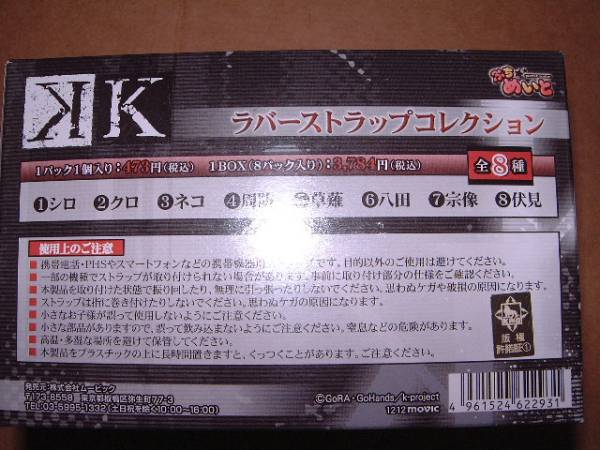 K K
ぷちめいと
ラバーストラップコレクション
1パック1個入り:473円(税込) 1BOX(8パック入り):3,784円(税込) 全8種
❶シロ ❷クロ ❸ネコ ❹周防 ❺草薙 ❻八田 ❼宗像 ❽伏見
使用上のご注意
■携帯電話・PHSやスマートフォンなどの携帯端末用ストラップです。目的以外のご使用は避けてください。
■一部の機種でストラップが取り付けられない場合があります。事前に取り付け部分の仕様をご確認ください。
■本製品を取り付けた状態で振り回したり、無理に引っ張ったりしないでください。思わぬケガや破損の原因になります。
■ストラップは指に巻き付けたりしないでください。思わぬケガの原因になります。
■小さなお子様が誤って使用しないようにご注意ください。
■小さな部品がありますので、誤って飲み込まないようにご注意ください。窒息などの危険があります。
■高温・多湿な場所を避けて保管してください。
■本製品をプラスチックの上に長時間置きますと、くっつくことがあります。ご注意ください。
版権
許諾証①
発売元:株式会社ムービック
〒173-8558 東京都板橋区弥生町77-3
TEL:03-5995-1332(土日祝を除く10:00~16:00)
©GoRA・GoHands/k-project
1212 movic
4 961524 622931